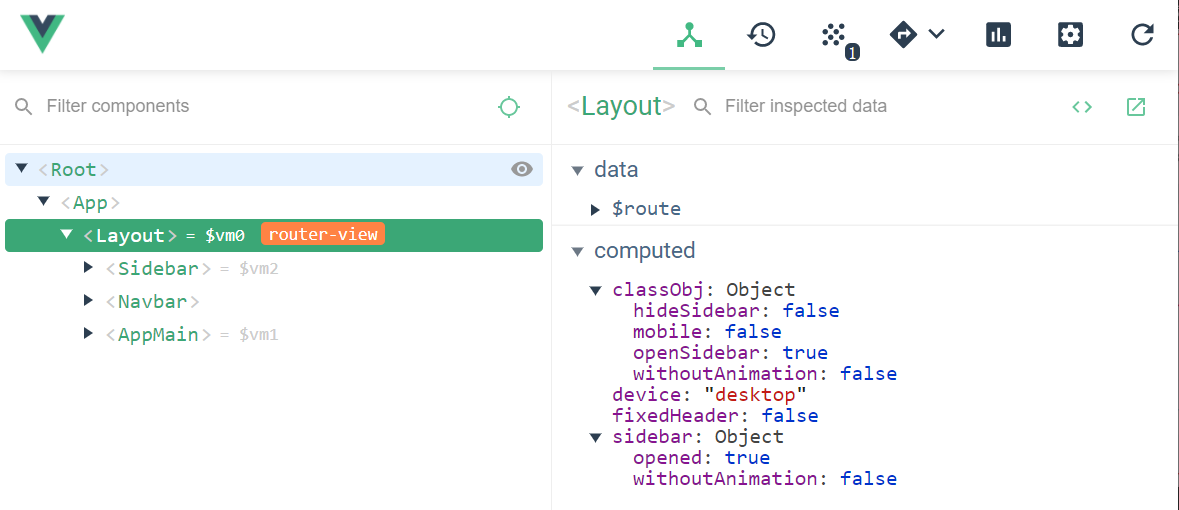 1
Filter components
<Root>
<App>
<Layout> = $vm0 router-view
<Sidebar> = $vm2
<Navbar>
<AppMain> = $vm1
<Layout> Filter inspected data
data
$route
computed
classObj: Object
hideSidebar: false
mobile: false
openSidebar: true
withoutAnimation: false
device: "desktop"
fixedHeader: false
sidebar: Object
opened: true
withoutAnimation: false